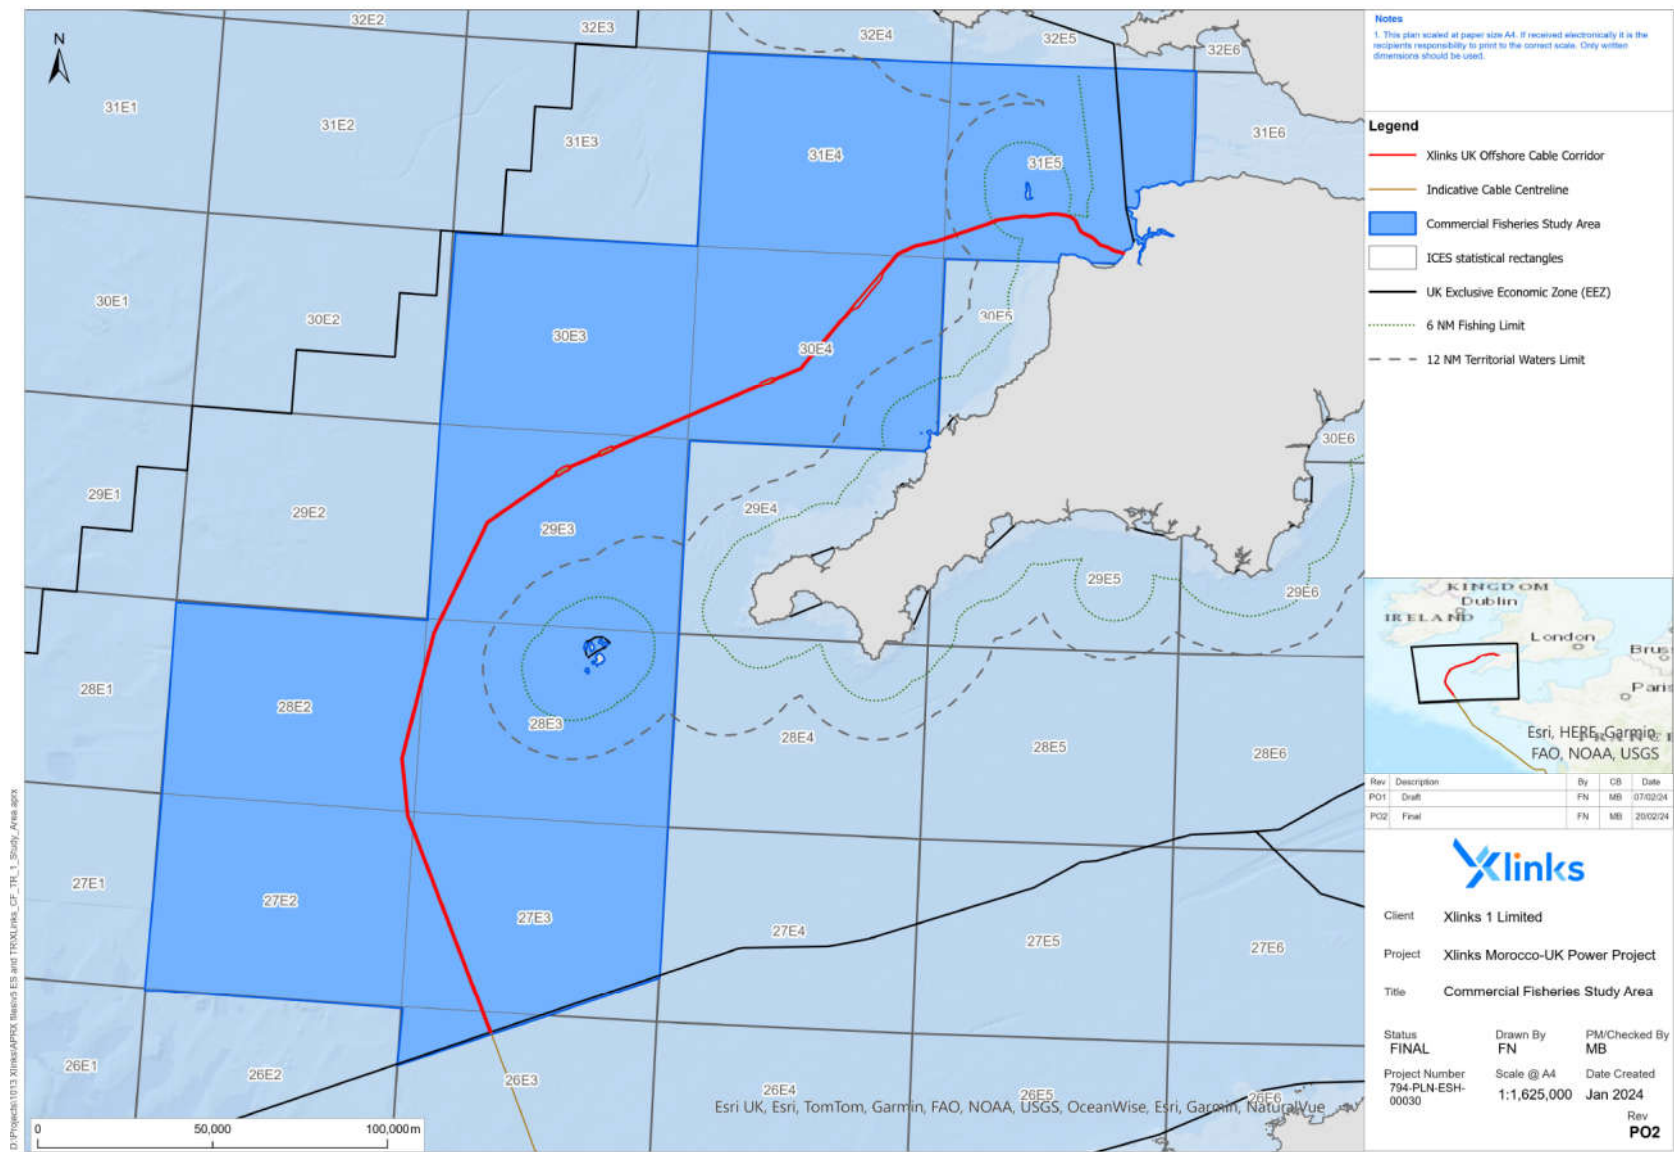 N
32E2
32E3
32E4
32E5
32E6
31E1
31E2
31E3
31E4
31E5
31E6
30E1
30E2
30E3
30E4
30E5
30E6
29E1
29E2
29E3
29E4
29E5
29E6
28E1
28E2
28E3
28E4
28E5
28E6
27E1
27E2
27E3
27E4
27E5
27E6
26E1
26E2
26E3
26E4
26E5
26E6
Esri UK, Esri, TomTom, Garmin, FAO, NOAA, USGS, OceanWise, Esri, Garmin, NaturalVue
0 50,000 100,000 m
Notes
1. This plan scaled at paper size A4. If received electronically it is the
recipients responsibility to print to the correct scale. Only written
dimensions should be used.
Legend
Xlinks UK Offshore Cable Corridor
Indicative Cable Centreline
Commercial Fisheries Study Area
ICES statistical rectangles
UK Exclusive Economic Zone (EEZ)
6 NM Fishing Limit
12 NM Territorial Waters Limit
KINGDOM
Dublin
IRELAND
London
Brus
Paris
Esri, HERE, Garmin,
FAO, NOAA, USGS
Rev Description By CB Date
PO1 Draft FN MB 07/02/24
PO2 Final FN MB 20/02/24
Xlinks
Client Xlinks 1 Limited
Project Xlinks Morocco-UK Power Project
Title Commercial Fisheries Study Area
Status Drawn By PM/Checked By
FINAL FN MB
Project Number Scale @ A4 Date Created
794-PLN-ESH-
00030 1:1,625,000 Jan 2024
Rev
PO2